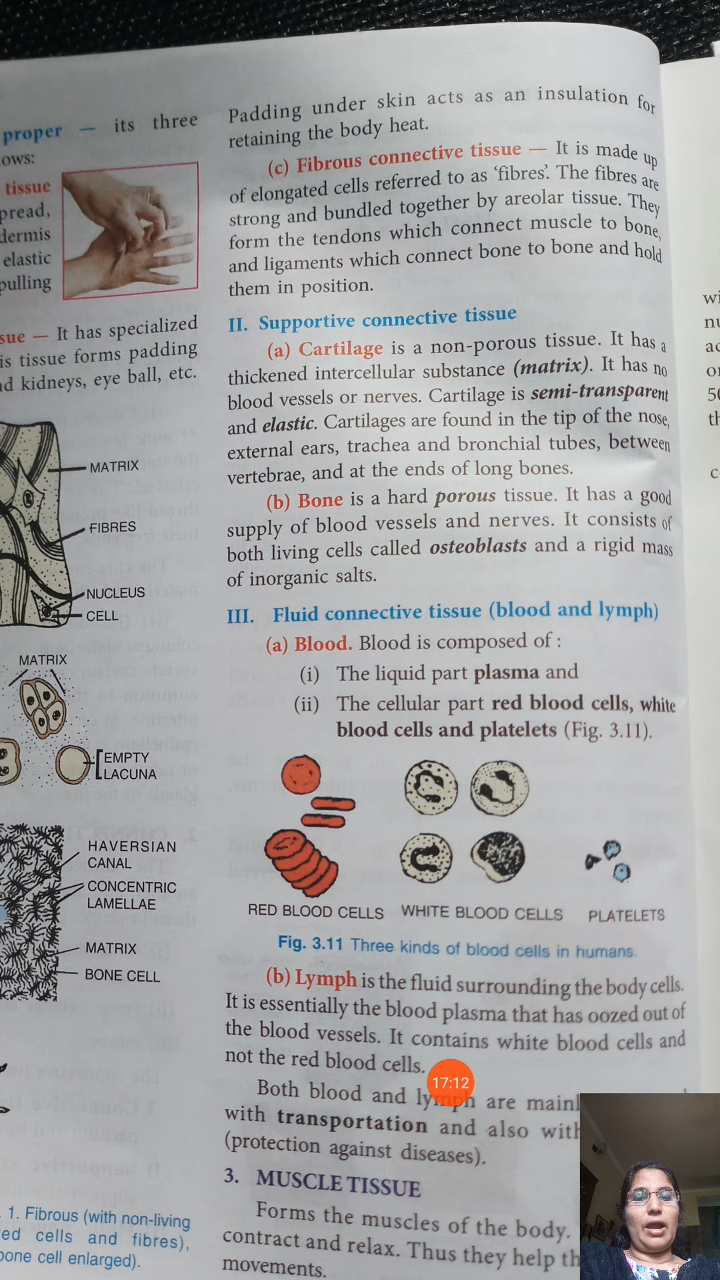 proper — its three
ows:
tissue
pread,
dermis
elastic
pulling
sue — It has specialized
is tissue forms padding
d kidneys, eye ball, etc.
MATRIX
FIBRES
NUCLEUS
CELL
MATRIX
EMPTY
LACUNA
HAVERSIAN
CANAL
CONCENTRIC
LAMELLAE
MATRIX
BONE CELL
1. Fibrous (with non-living
ed cells and fibres),
bone cell enlarged).
Padding under skin acts as an insulation for
retaining the body heat.
(c) Fibrous connective tissue — It is made up
of elongated cells referred to as 'fibres'. The fibres are
strong and bundled together by areolar tissue. They
form the tendons which connect muscle to bone,
and ligaments which connect bone to bone and hold
them in position.
II. Supportive connective tissue
(a) Cartilage is a non-porous tissue. It has a
thickened intercellular substance (matrix). It has no
blood vessels or nerves. Cartilage is semi-transparent
and elastic. Cartilages are found in the tip of the nose,
external ears, trachea and bronchial tubes, between
vertebrae, and at the ends of long bones.
(b) Bone is a hard porous tissue. It has a good
supply of blood vessels and nerves. It consists of
both living cells called osteoblasts and a rigid mass
of inorganic salts.
III. Fluid connective tissue (blood and lymph)
(a) Blood. Blood is composed of :
(i) The liquid part plasma and
(ii) The cellular part red blood cells, white
blood cells and platelets (Fig. 3.11).
RED BLOOD CELLS WHITE BLOOD CELLS PLATELETS
Fig. 3.11 Three kinds of blood cells in humans.
(b) Lymph is the fluid surrounding the body cells.
It is essentially the blood plasma that has oozed out of
the blood vessels. It contains white blood cells and
not the red blood cells.
17:12
Both blood and lymph are mainl
with transportation and also with
(protection against diseases).
3. MUSCLE TISSUE
Forms the muscles of the body.
contract and relax. Thus they help th
movements.
wi
nu
ac
or
50
th
c